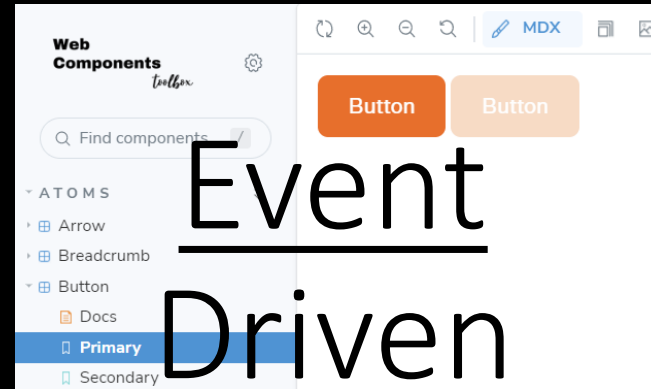 Web
Components
toolbox
MDX
Button Button
Find components /
Event
ATOMS
Arrow
Breadcrumb
Button
Docs
Driven
Primary
Secondary